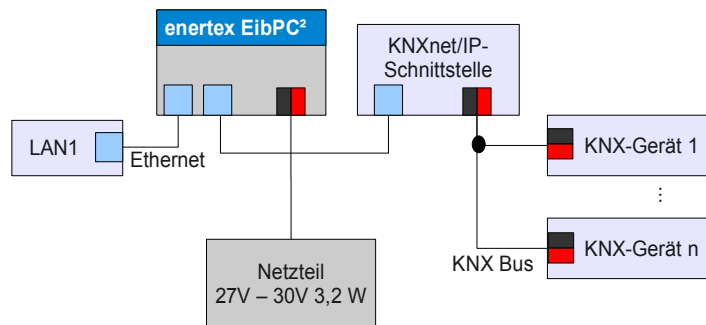 enertex EibPC²
KNXnet/IP-
Schnittstelle
LAN1
Ethernet
KNX-Gerät 1
...
KNX-Gerät n
KNX Bus
Netzteil
27V – 30V 3,2 W